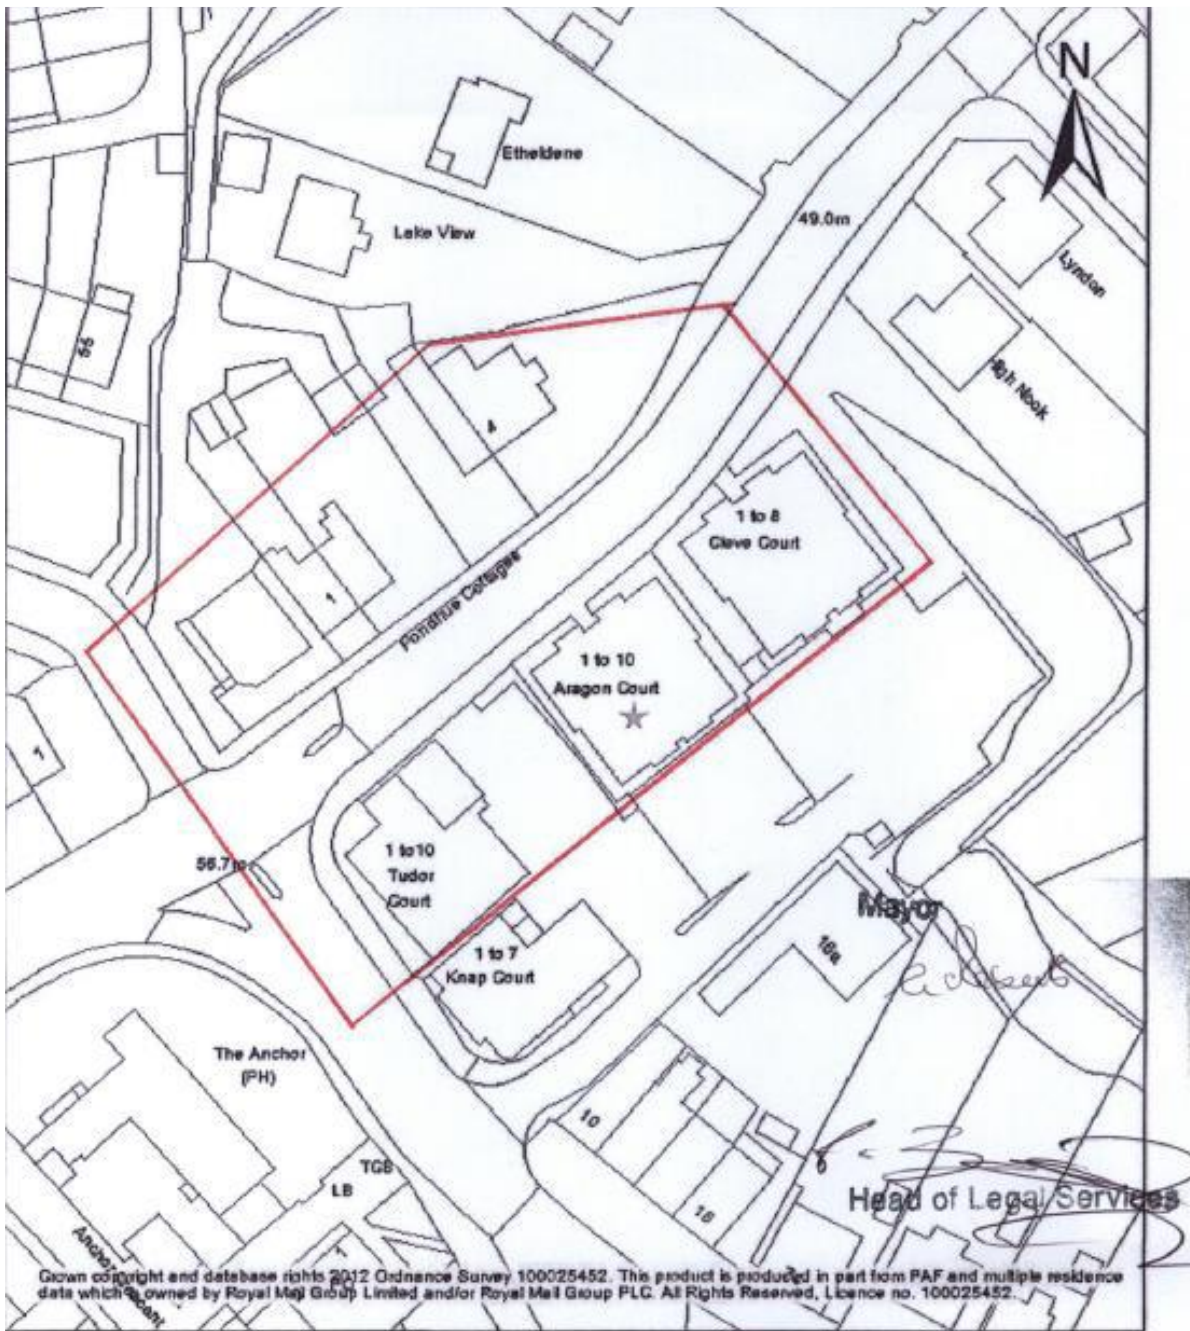 N
Etheldene
Lake View
49.0m
Lyndon
High Nook
55
4
1 to 8
Cleve Court
1
Pondhue Cottages
1 to 10
Aragon Court
1
1 to10
Tudor
Court
56.7m
Mayor
16a
1 to 7
Knap Court
The Anchor
(PH)
10
TCB
LB
16
Head of Legal Services
Crown copyright and database rights 2012 Ordnance Survey 100025452. This product is produced in part from PAF and multiple residence
data which is owned by Royal Mail Group Limited and/or Royal Mail Group PLC. All Rights Reserved, Licence no. 100025452.